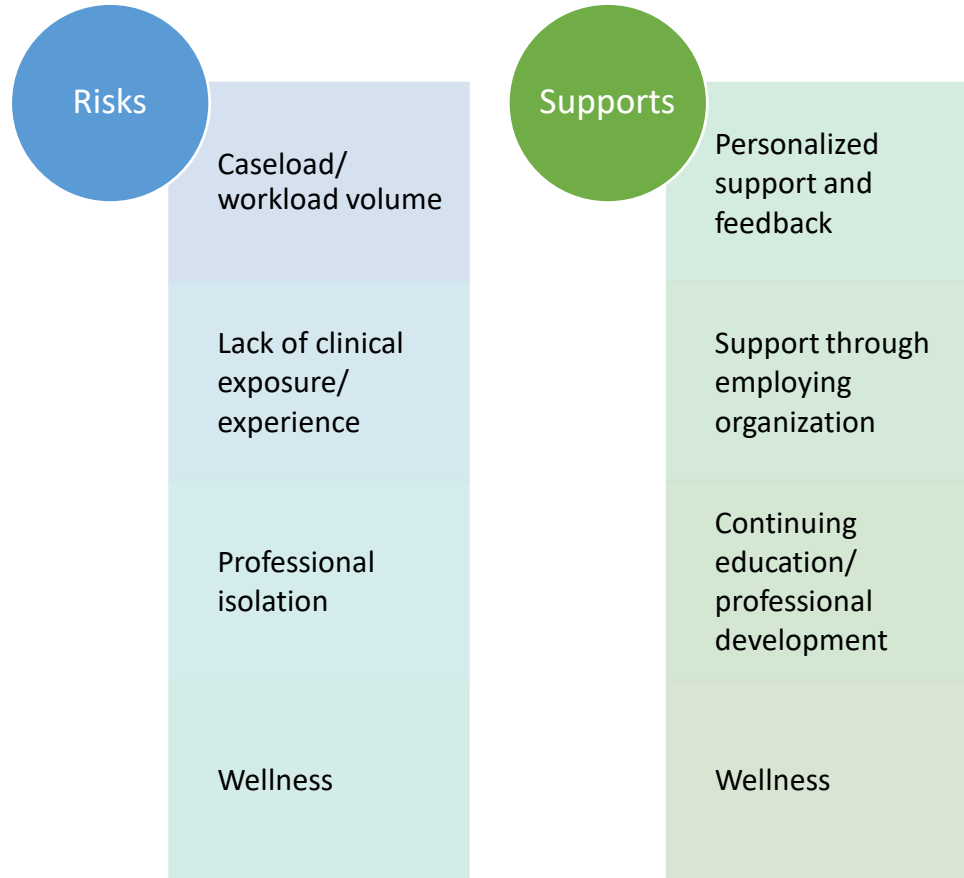 Risks
Caseload/
workload volume
Lack of clinical
exposure/
experience
Professional
isolation
Wellness
Supports
Personalized
support and
feedback
Support through
employing
organization
Continuing
education/
professional
development
Wellness